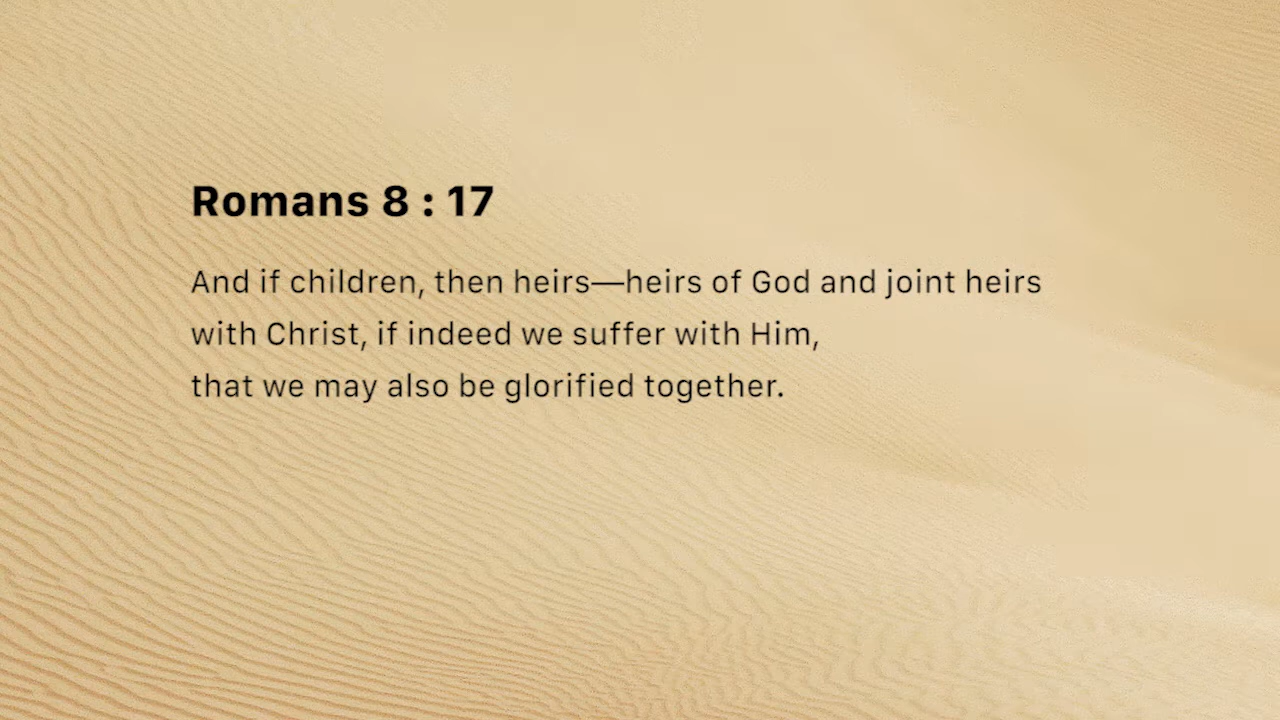 Romans 8 : 17
And if children, then heirs—heirs of God and joint heirs
with Christ, if indeed we suffer with Him,
that we may also be glorified together.